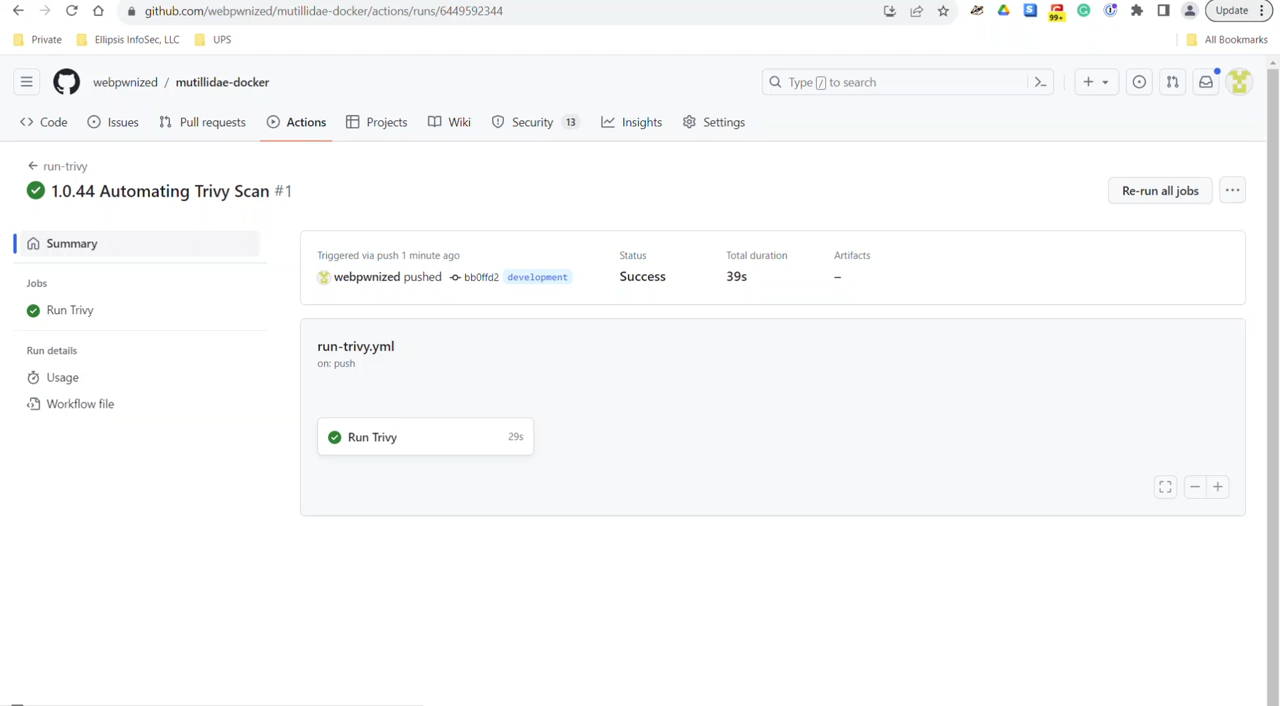 github.com/webpwnized/mutillidae-docker/actions/runs/6449592344
99+
Update
Private
Ellipsis InfoSec, LLC
UPS
All Bookmarks
webpwnized / mutillidae-docker
Type / to search
Code
Issues
Pull requests
Actions
Projects
Wiki
Security 13
Insights
Settings
run-trivy
1.0.44 Automating Trivy Scan #1
Re-run all jobs
Summary
Jobs
Run Trivy
Run details
Usage
Workflow file
Triggered via push 1 minute ago
webpwnized pushed bb0ffd2 development
Status
Success
Total duration
39s
Artifacts
–
run-trivy.yml
on: push
Run Trivy 29s